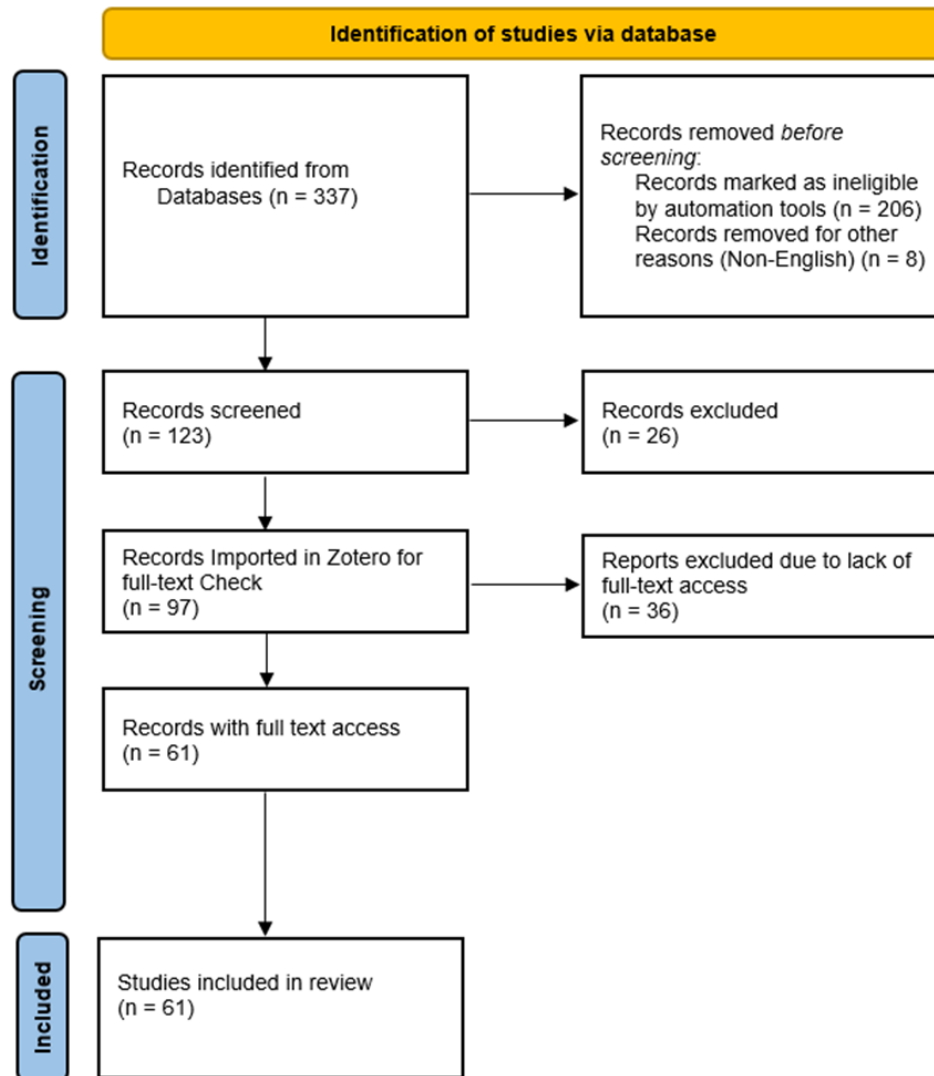 Identification of studies via database
Identification
Records identified from
Databases (n = 337)
Records removed before
screening:
Records marked as ineligible
by automation tools (n = 206)
Records removed for other
reasons (Non-English) (n = 8)
Screening
Records screened
(n = 123)
Records excluded
(n = 26)
Records Imported in Zotero for
full-text Check
(n = 97)
Reports excluded due to lack of
full-text access
(n = 36)
Records with full text access
(n = 61)
Included
Studies included in review
(n = 61)